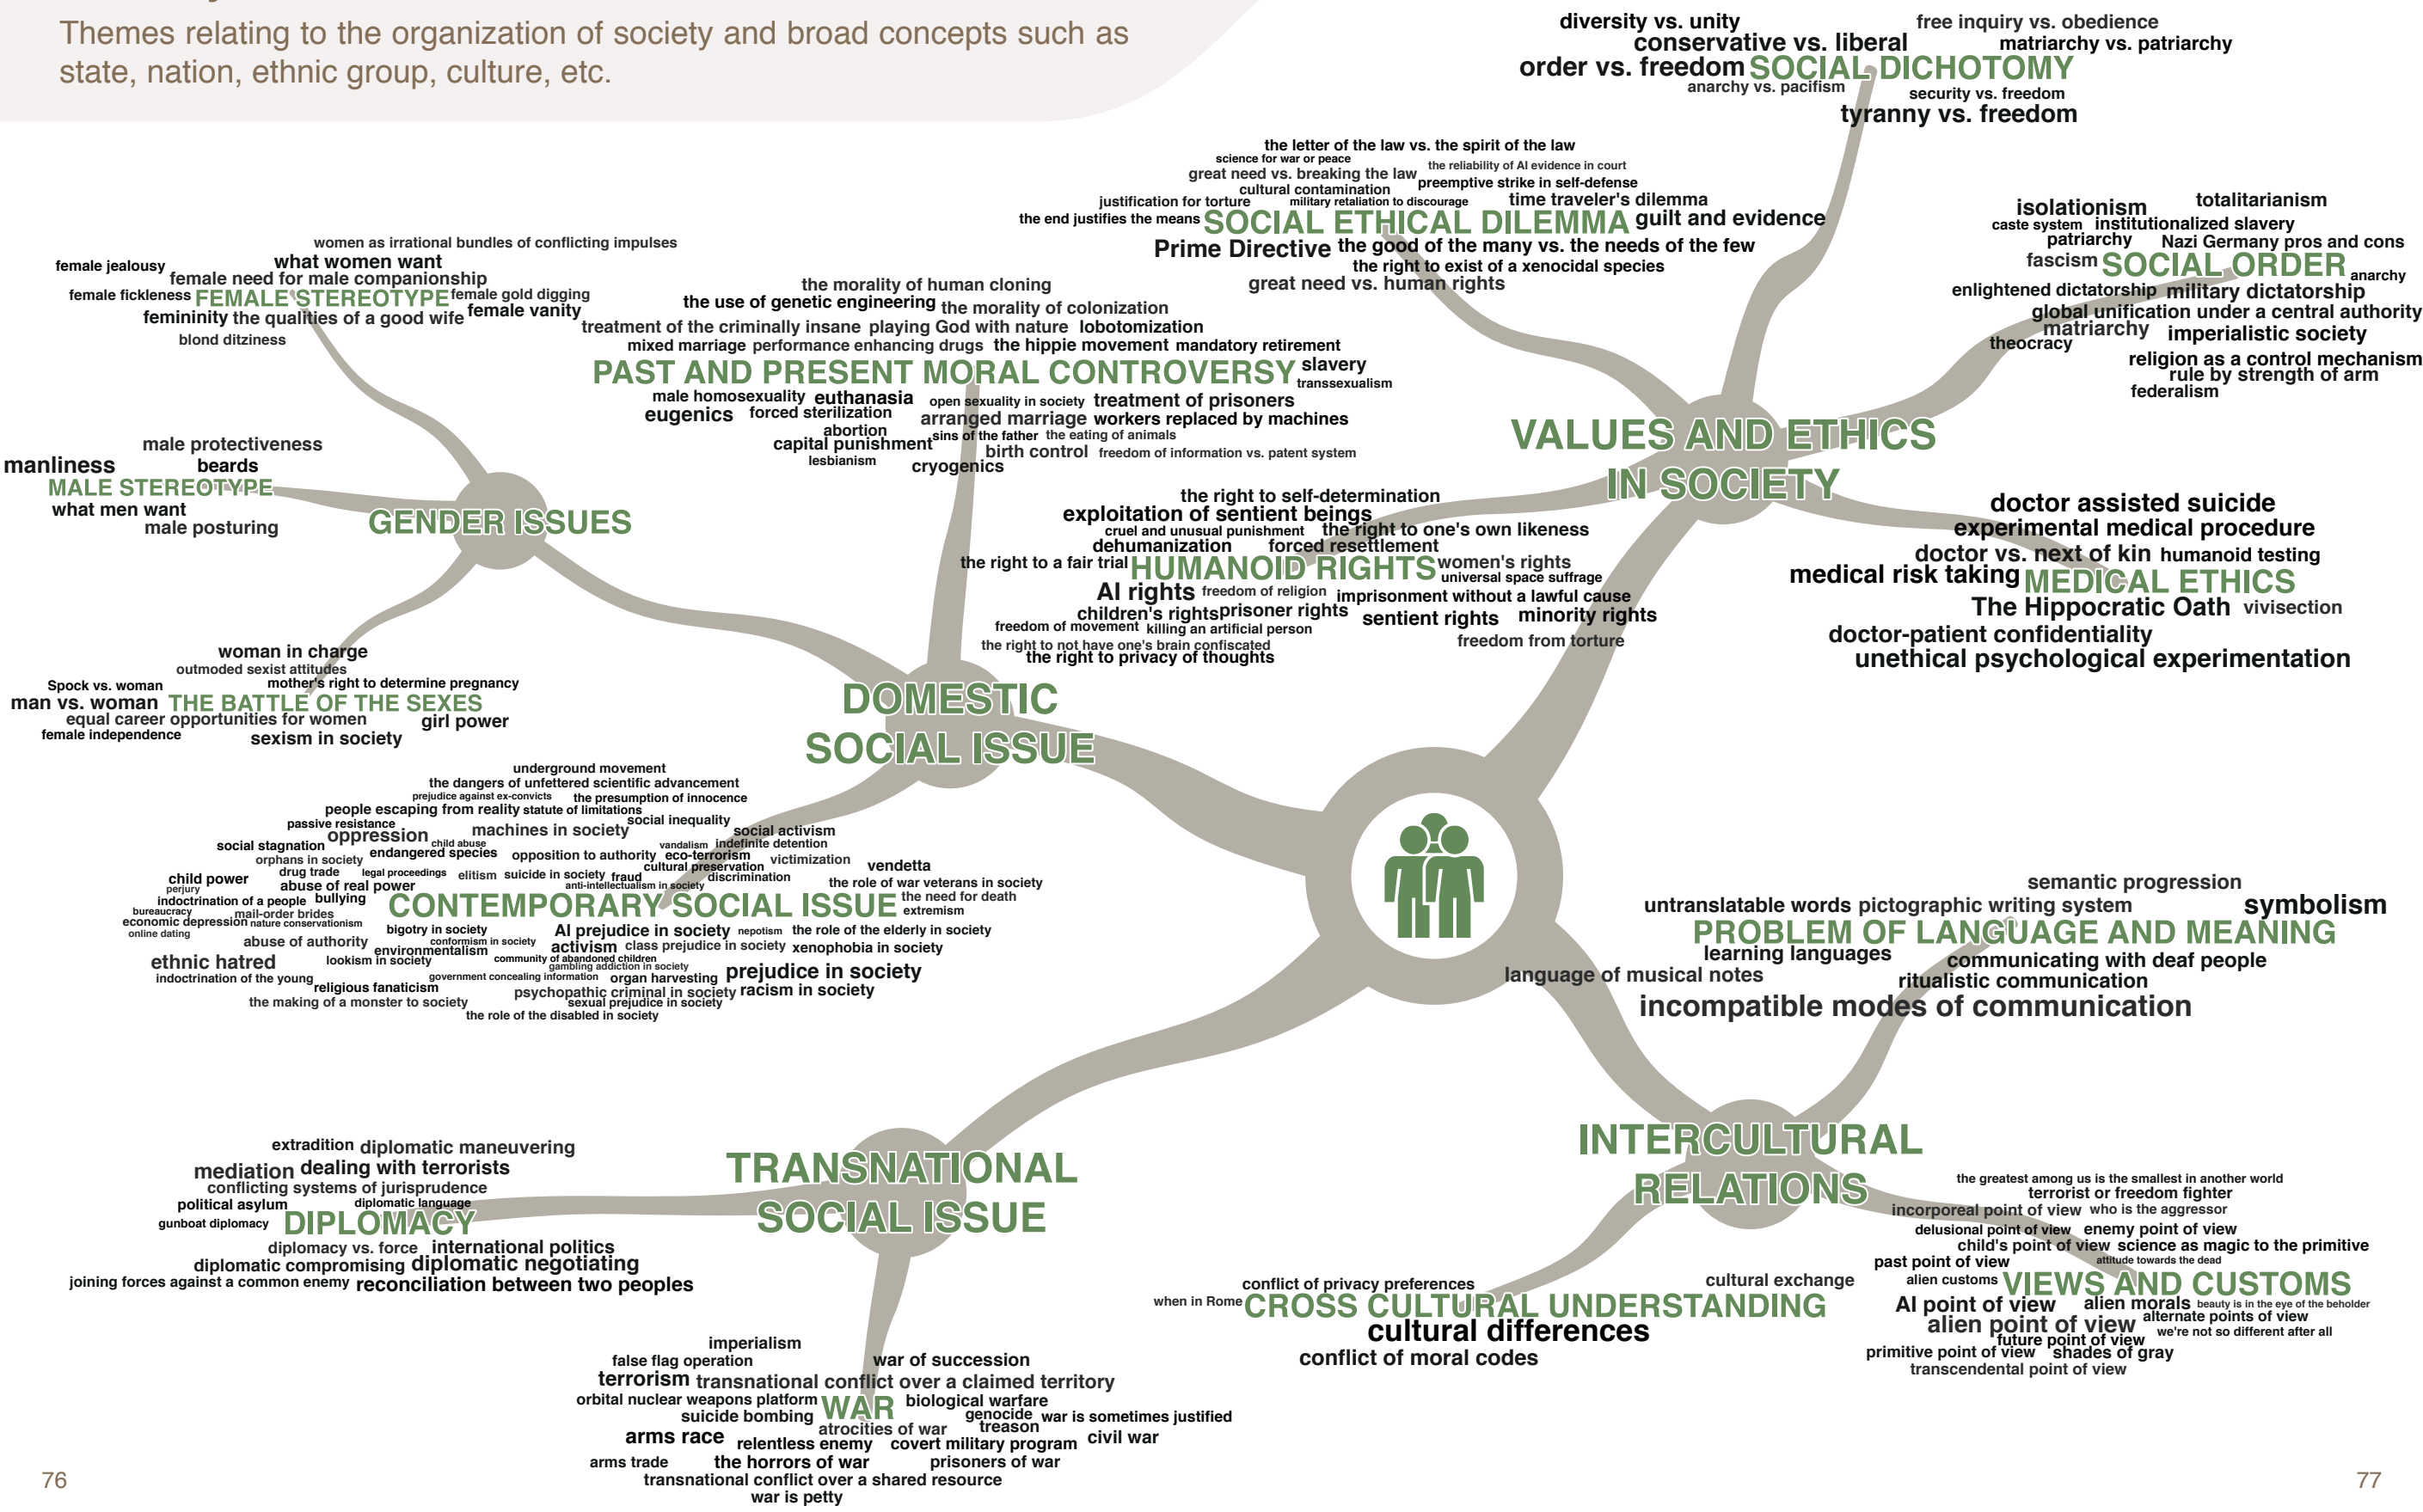 Themes relating to the organization of society and broad concepts such as
state, nation, ethnic group, culture, etc.
diversity vs. unity
free inquiry vs. obedience
conservative vs. liberal
matriarchy vs. patriarchy
order vs. freedom
SOCIAL DICHOTOMY
anarchy vs. pacifism
security vs. freedom
tyranny vs. freedom
the letter of the law vs. the spirit of the law
science for war or peace
the reliability of AI evidence in court
great need vs. breaking the law
preemptive strike in self-defense
cultural contamination
justification for torture
military retaliation to discourage
time traveler's dilemma
the end justifies the means
SOCIAL ETHICAL DILEMMA
guilt and evidence
Prime Directive
the good of the many vs. the needs of the few
the right to exist of a xenocidal species
great need vs. human rights
isolationism
totalitarianism
caste system
institutionalized slavery
patriarchy
Nazi Germany pros and cons
fascism
SOCIAL ORDER
anarchy
enlightened dictatorship
military dictatorship
global unification under a central authority
matriarchy
imperialistic society
theocracy
religion as a control mechanism
rule by strength of arm
federalism
VALUES AND ETHICS
IN SOCIETY
doctor assisted suicide
experimental medical procedure
doctor vs. next of kin
humanoid testing
medical risk taking
MEDICAL ETHICS
The Hippocratic Oath
vivisection
doctor-patient confidentiality
unethical psychological experimentation
the right to self-determination
exploitation of sentient beings
cruel and unusual punishment
the right to one's own likeness
dehumanization
forced resettlement
the right to a fair trial
HUMANOID RIGHTS
women's rights
universal space suffrage
AI rights
freedom of religion
imprisonment without a lawful cause
children's rights
prisoner rights
sentient rights
minority rights
freedom of movement
killing an artificial person
the right to not have one's brain confiscated
freedom from torture
the right to privacy of thoughts
women as irrational bundles of conflicting impulses
female jealousy
what women want
female need for male companionship
female fickleness
FEMALE STEREOTYPE
female gold digging
femininity
the qualities of a good wife
female vanity
blond ditziness
the morality of human cloning
the use of genetic engineering
the morality of colonization
treatment of the criminally insane
playing God with nature
lobotomization
mixed marriage
performance enhancing drugs
the hippie movement
mandatory retirement
PAST AND PRESENT MORAL CONTROVERSY
slavery
transsexualism
male homosexuality
euthanasia
open sexuality in society
treatment of prisoners
eugenics
forced sterilization
arranged marriage
workers replaced by machines
abortion
capital punishment
sins of the father
the eating of animals
lesbianism
birth control
freedom of information vs. patent system
cryogenics
male protectiveness
manliness
beards
MALE STEREOTYPE
what men want
male posturing
GENDER ISSUES
woman in charge
outmoded sexist attitudes
Spock vs. woman
mother's right to determine pregnancy
man vs. woman
THE BATTLE OF THE SEXES
equal career opportunities for women
girl power
female independence
sexism in society
DOMESTIC
SOCIAL ISSUE
underground movement
the dangers of unfettered scientific advancement
prejudice against ex-convicts
the presumption of innocence
people escaping from reality
statute of limitations
passive resistance
social inequality
oppression
machines in society
social activism
social stagnation
child abuse
vandalism
indefinite detention
orphans in society
endangered species
opposition to authority
eco-terrorism
victimization
vendetta
drug trade
legal proceedings
elitism
suicide in society
fraud
cultural preservation
discrimination
child power
perjury
abuse of real power
anti-intellectualism in society
the role of war veterans in society
indoctrination of a people
bullying
CONTEMPORARY SOCIAL ISSUE
the need for death
extremism
bureaucracy
mail-order brides
economic depression
nature conservationism
online dating
bigotry in society
AI prejudice in society
nepotism
the role of the elderly in society
abuse of authority
conformism in society
environmentalism
activism
class prejudice in society
xenophobia in society
ethnic hatred
lookism in society
community of abandoned children
gambling addiction in society
prejudice in society
indoctrination of the young
government concealing information
organ harvesting
religious fanaticism
psychopathic criminal in society
racism in society
the making of a monster to society
sexual prejudice in society
the role of the disabled in society
semantic progression
untranslatable words
pictographic writing system
symbolism
PROBLEM OF LANGUAGE AND MEANING
learning languages
communicating with deaf people
language of musical notes
ritualistic communication
incompatible modes of communication
INTERCULTURAL
RELATIONS
the greatest among us is the smallest in another world
terrorist or freedom fighter
incorporeal point of view
who is the aggressor
delusional point of view
enemy point of view
child's point of view
science as magic to the primitive
past point of view
attitude towards the dead
alien customs
VIEWS AND CUSTOMS
AI point of view
alien morals
beauty is in the eye of the beholder
alien point of view
alternate points of view
we're not so different after all
future point of view
primitive point of view
shades of gray
transcendental point of view
conflict of privacy preferences
cultural exchange
when in Rome
CROSS CULTURAL UNDERSTANDING
cultural differences
conflict of moral codes
TRANSNATIONAL
SOCIAL ISSUE
extradition
diplomatic maneuvering
mediation
dealing with terrorists
conflicting systems of jurisprudence
political asylum
diplomatic language
gunboat diplomacy
DIPLOMACY
diplomacy vs. force
international politics
diplomatic compromising
diplomatic negotiating
joining forces against a common enemy
reconciliation between two peoples
imperialism
false flag operation
war of succession
terrorism
transnational conflict over a claimed territory
orbital nuclear weapons platform
WAR
biological warfare
suicide bombing
genocide
war is sometimes justified
atrocities of war
treason
arms race
relentless enemy
covert military program
civil war
arms trade
the horrors of war
prisoners of war
transnational conflict over a shared resource
war is petty
76
77